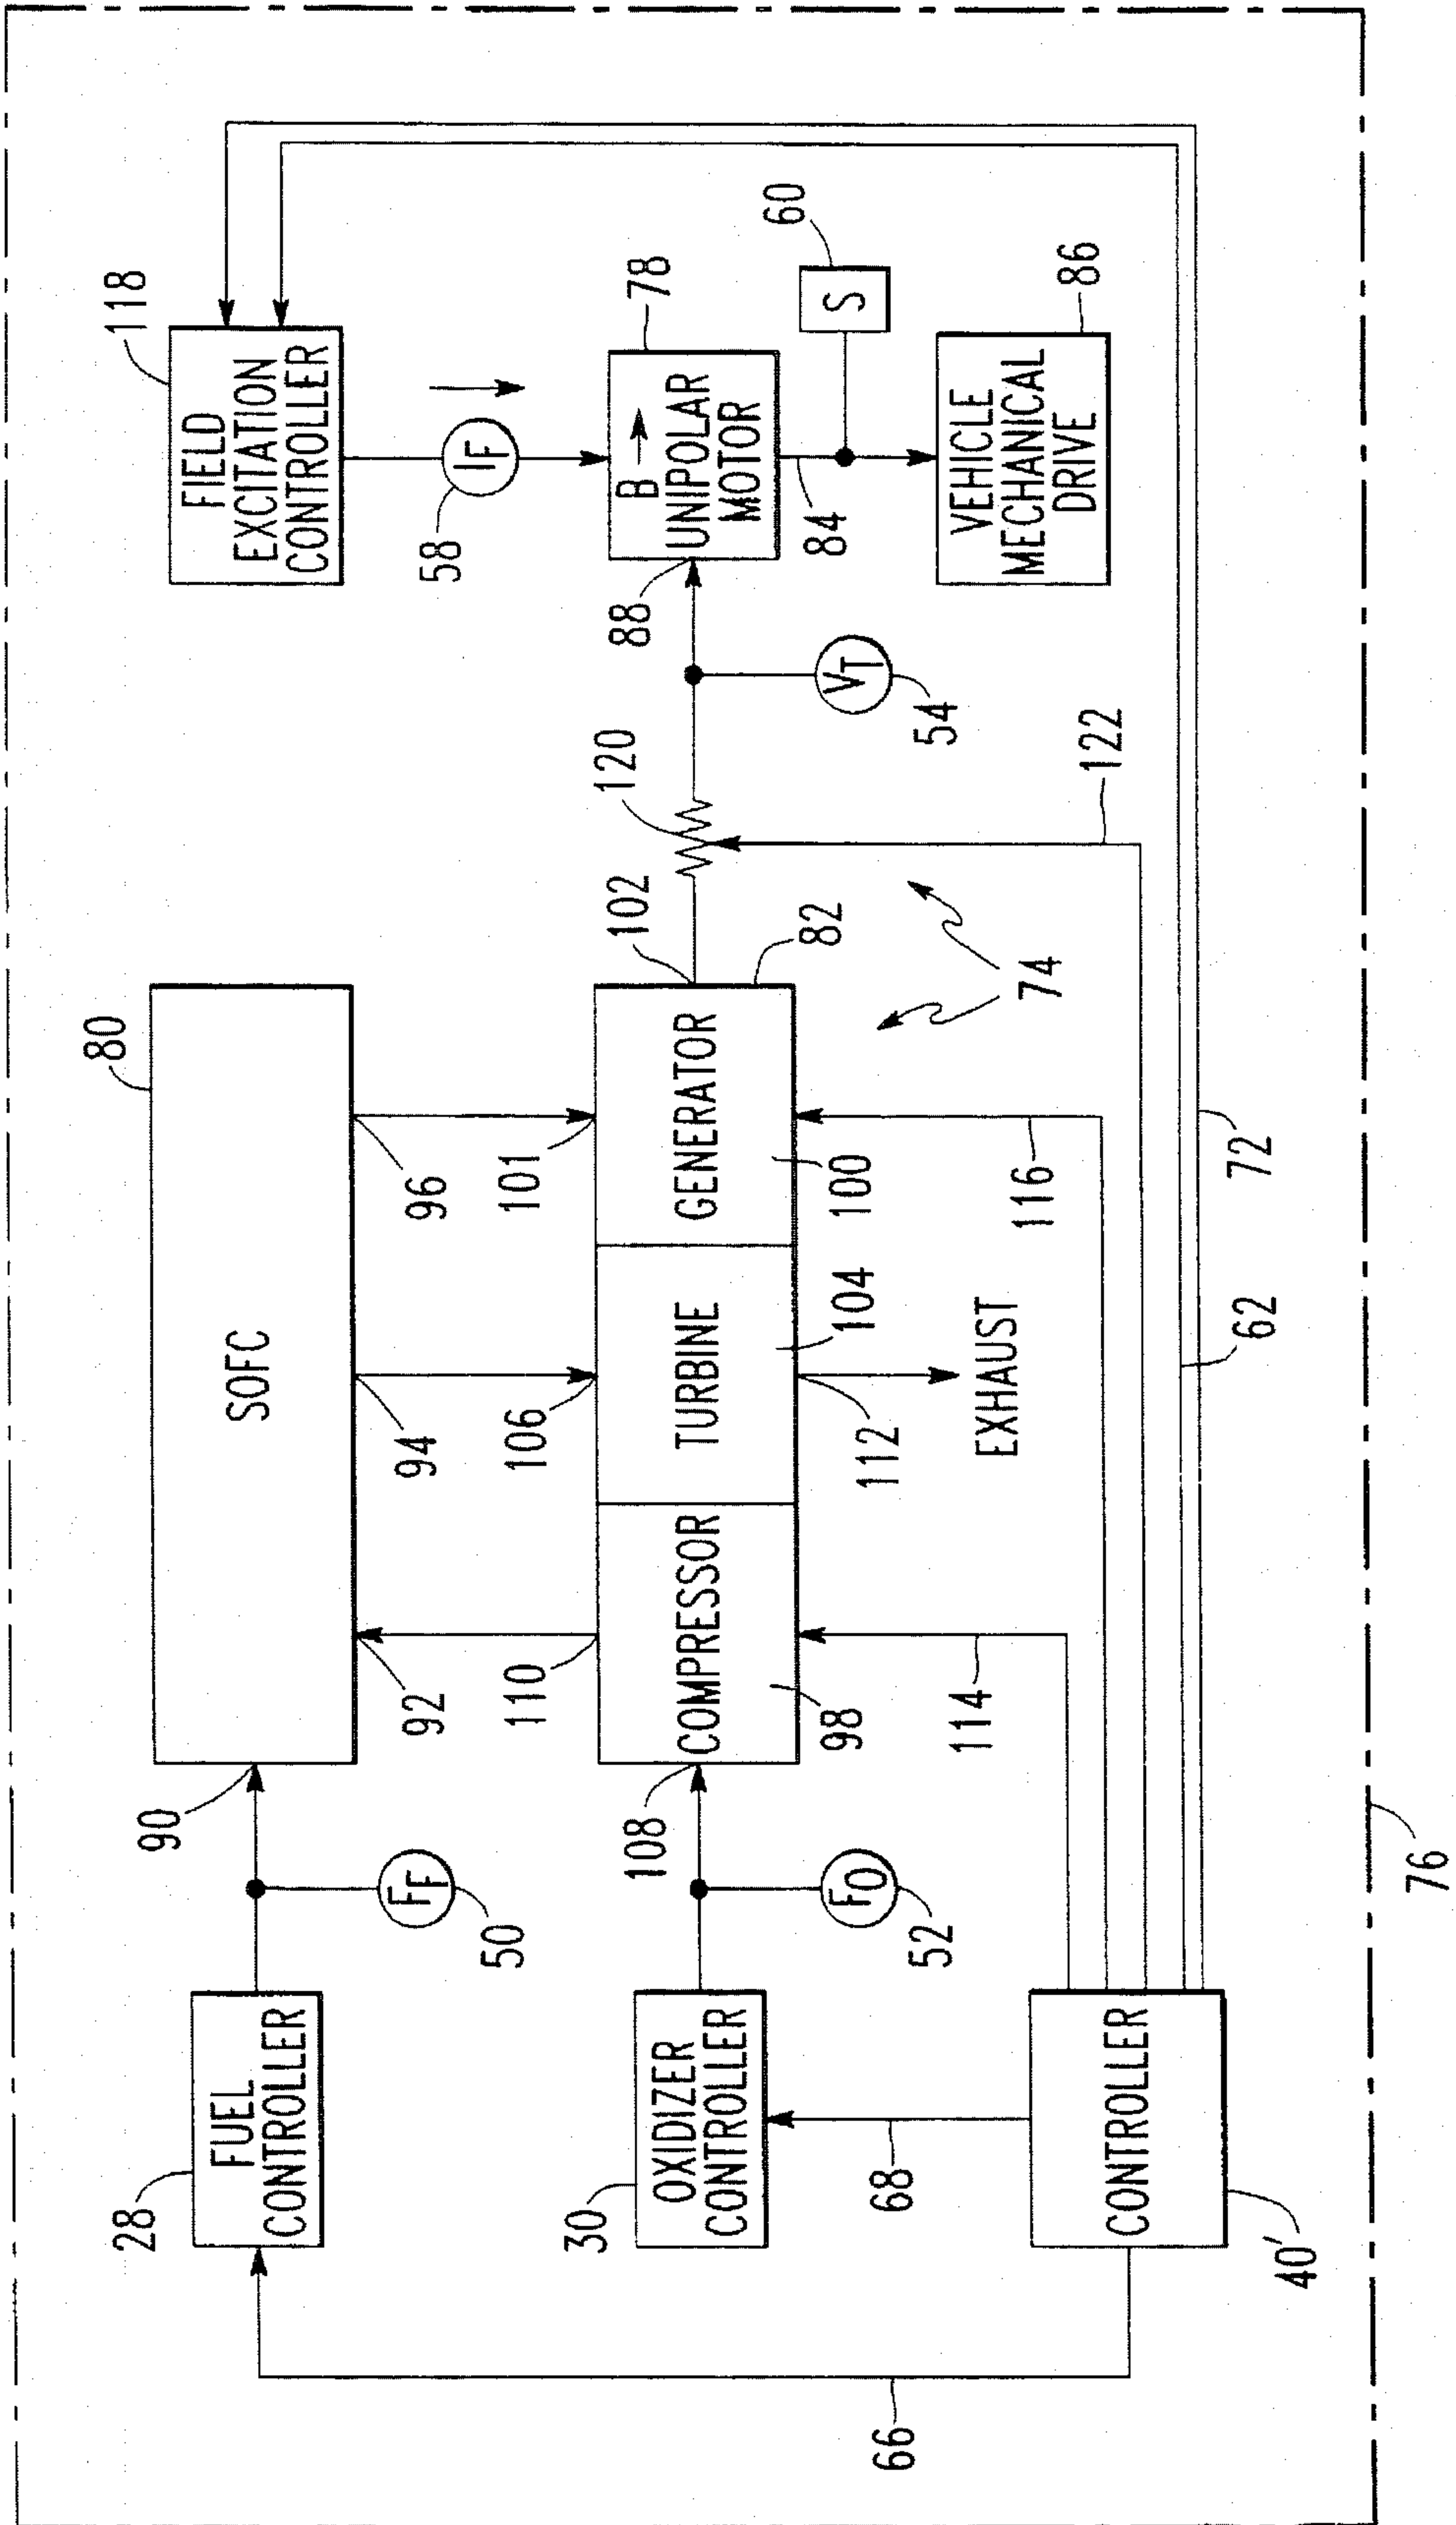 80
SOFC
90
92
94
96
28
FUEL
CONTROLLER
FF
50
110
106
101
102
120
108
COMPRESSOR
TURBINE
GENERATOR
98
104
100
82
30
OXIDIZER
CONTROLLER
FO
52
112
EXHAUST
74
114
116
122
68
66
CONTROLLER
40'
62
72
76
118
FIELD
EXCITATION
CONTROLLER
58
IF
78
B
UNIPOLAR
MOTOR
88
VT
54
84
S
60
VEHICLE
MECHANICAL
DRIVE
86